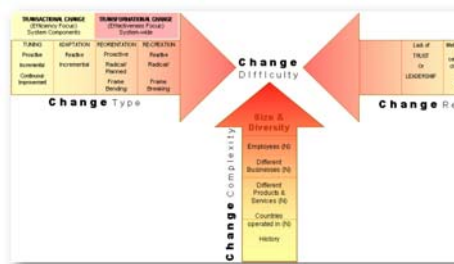 TRANSACTIONAL CHANGE
(Efficiency Focus)
System Components
TRANSFORMATIONAL CHANGE
(Effectiveness Focus)
System-wide
TUNING
Proactive
Incremental
Continual
Improvement
ADAPTATION
Reactive
Incremental
REORIENTATION
Proactive
Radical/
Planned
Frame
Bending
RECREATION
Reactive
Radical/
Frame
Breaking
Change Type
Change
Difficulty
Lack of
TRUST
Or
LEADERSHIP
Change Re
Size &
Diversity
Employees (N)
Different
Businesses (N)
Different
Products &
Services (N)
Countries
operated in (N)
History
Change Complexity